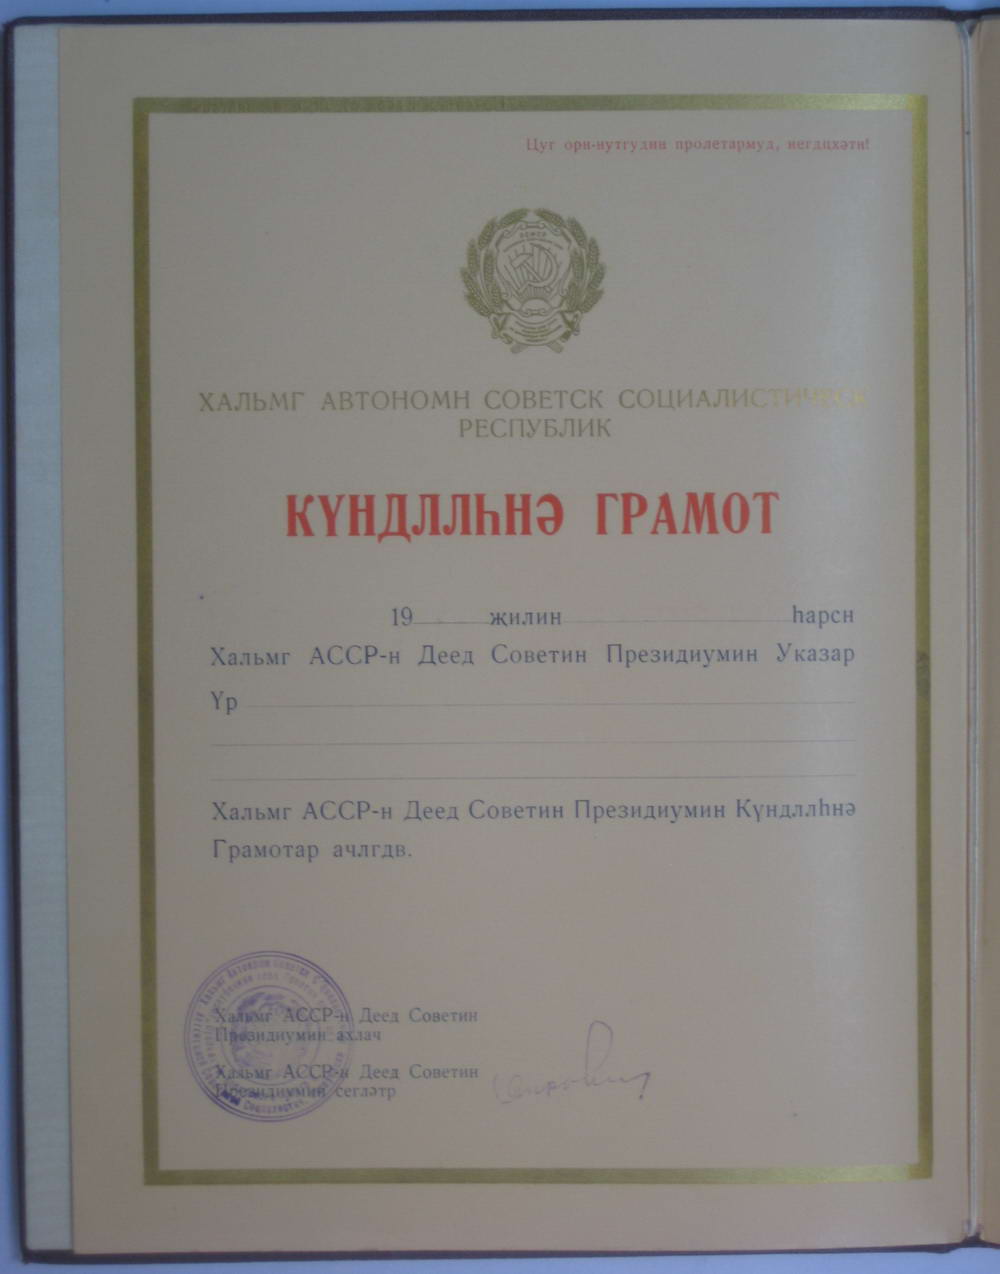 Цуг орн-нутгудин пролетармуд, негдцхәтн!
ХАЛЬМГ АВТОНОМН СОВЕТСК СОЦИАЛИСТИЧЕСК
РЕСПУБЛИК
КҮНДЛЛҺНӘ ГРАМОТ
19 җилин һарсн
Хальмг АССР-н Деед Советин Президиумин Указар
Үр
Хальмг АССР-н Деед Советин Президиумин Күндллһнә
Грамотар ачлгдв.
Хальмг АССР-н Деед Советин
Президиумин ахлач
Хальмг АССР-н Деед Советин
Президиумин сегләтр